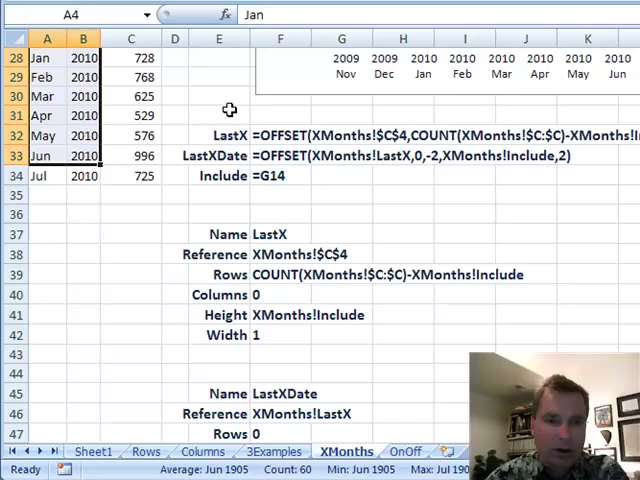 A4 Jan
A B C D E F G H I J K
28 Jan 2010 728 2009 2009 2010 2010 2010 2010 2010
29 Feb 2010 768 Nov Dec Jan Mar Apr May Jun
30 Mar 2010 625
31 Apr 2010 529
32 May 2010 576 LastX =OFFSET(XMonths!$C$4,COUNT(XMonths!$C:$C)-XMonths!In
33 Jun 2010 996 LastXDate =OFFSET(XMonths!LastX,0,-2,XMonths!Include,2)
34 Jul 2010 725 Include =G14
35
36
37 Name LastX
38 Reference XMonths!$C$4
39 Rows COUNT(XMonths!$C:$C)-XMonths!Include
40 Columns 0
41 Height XMonths!Include
42 Width 1
43
44
45 Name LastXDate
46 Reference XMonths!LastX
47 Rows 0
Sheet1 Rows Columns 3Examples XMonths OnOff
Ready Average: Jun 1905 Count: 60 Min: Jun 1905 Max: Jul 190